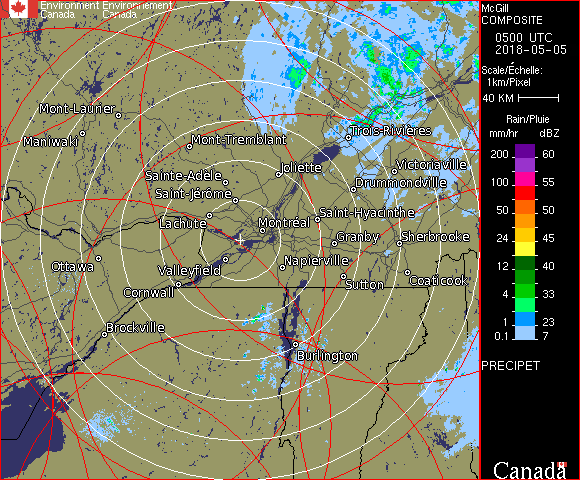 Environment Environnement
Canada Canada
McGill
COMPOSITE
0500 UTC
2018-05-05
Scale/Échelle:
1km/Pixel
40 KM
Rain/Pluie
mm/hr dBZ
200 60
100 55
50 50
24 45
12 40
4 33
1 23
0.1 7
PRECIPET
Canada
Mont-Laurier
Maniwaki
Mont-Tremblant
Trois-Rivières
Sainte-Adèle
Joliette
Victoriaville
Drummondville
Saint-Jérôme
Lachute
Montréal
Saint-Hyacinthe
Granby
Sherbrooke
Ottawa
Valleyfield
Napierville
Cornwall
Sutton
Coaticook
Brockville
Burlington